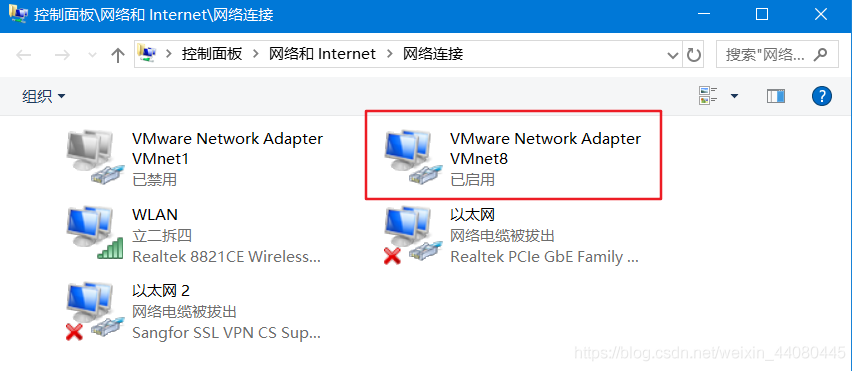 控制面板\网络和 Internet\网络连接
控制面板 > 网络和 Internet > 网络连接
搜索"网络...
组织
?
VMware Network Adapter
VMnet1
已禁用
VMware Network Adapter
VMnet8
已启用
WLAN
立二拆四
Realtek 8821CE Wireless...
以太网
网络电缆被拔出
Realtek PCIe GbE Family ...
以太网 2
网络电缆被拔出
Sangfor SSL VPN CS Sup...
https://blog.csdn.net/weixin_44080445